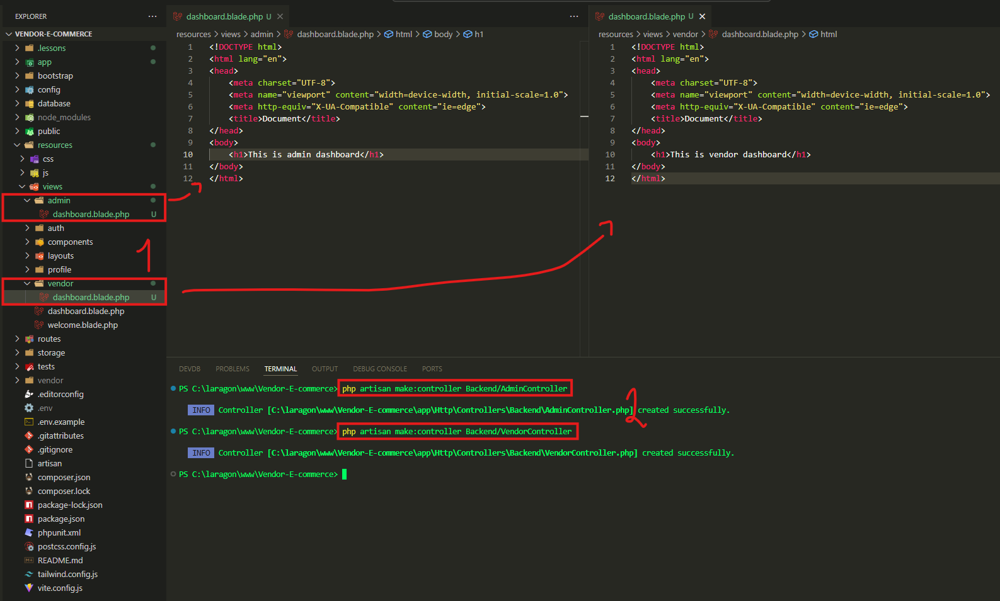 EXPLORER
VENDOR-E-COMMERCE
.lessons
app
bootstrap
config
database
node_modules
public
resources
css
js
views
admin
dashboard.blade.php U
auth
components
layouts
profile
vendor
dashboard.blade.php U
dashboard.blade.php
welcome.blade.php
routes
storage
tests
vendor
.editorconfig
.env
.env.example
.gitattributes
.gitignore
artisan
composer.json
composer.lock
package-lock.json
package.json
phpunit.xml
postcss.config.js
README.md
tailwind.config.js
vite.config.js
1
dashboard.blade.php U
resources > views > admin > dashboard.blade.php > html > body > h1
1 <!DOCTYPE html>
2 <html lang="en">
3 <head>
4 <meta charset="UTF-8">
5 <meta name="viewport" content="width=device-width, initial-scale=1.0">
6 <meta http-equiv="X-UA-Compatible" content="ie=edge">
7 <title>Document</title>
8 </head>
9 <body>
10 <h1>This is admin dashboard</h1>
11 </body>
12 </html>
dashboard.blade.php U
resources > views > vendor > dashboard.blade.php > html
1 <!DOCTYPE html>
2 <html lang="en">
3 <head>
4 <meta charset="UTF-8">
5 <meta name="viewport" content="width=device-width, initial-scale=1.0">
6 <meta http-equiv="X-UA-Compatible" content="ie=edge">
7 <title>Document</title>
8 </head>
9 <body>
10 <h1>This is vendor dashboard</h1>
11 </body>
12 </html>
DEVDB PROBLEMS TERMINAL OUTPUT DEBUG CONSOLE PORTS
PS C:\laragon\www\Vendor-E-commerce> php artisan make:controller Backend/AdminController
INFO Controller [C:\laragon\www\Vendor-E-commerce\app\Http\Controllers\Backend\AdminController.php] created successfully.
2
PS C:\laragon\www\Vendor-E-commerce> php artisan make:controller Backend/VendorController
INFO Controller [C:\laragon\www\Vendor-E-commerce\app\Http\Controllers\Backend\VendorController.php] created successfully.
PS C:\laragon\www\Vendor-E-commerce>